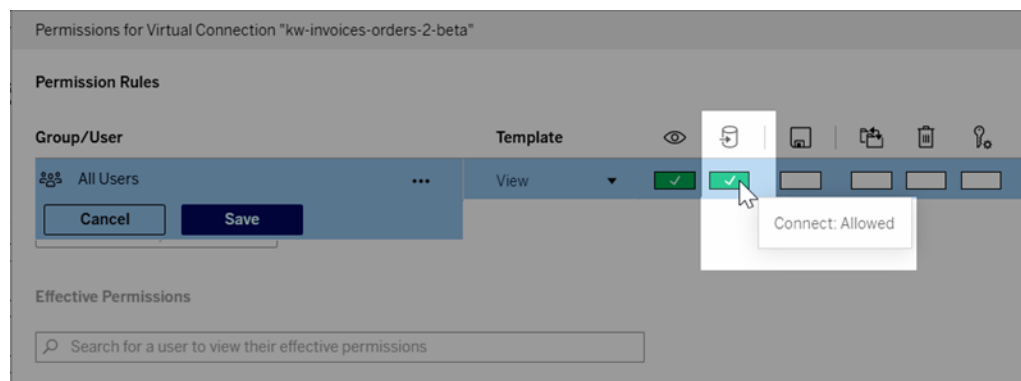 Permissions for Virtual Connection "kw-invoices-orders-2-beta"
Permission Rules
Group/User Template
All Users ... View
Cancel Save
Connect: Allowed
Effective Permissions
Search for a user to view their effective permissions